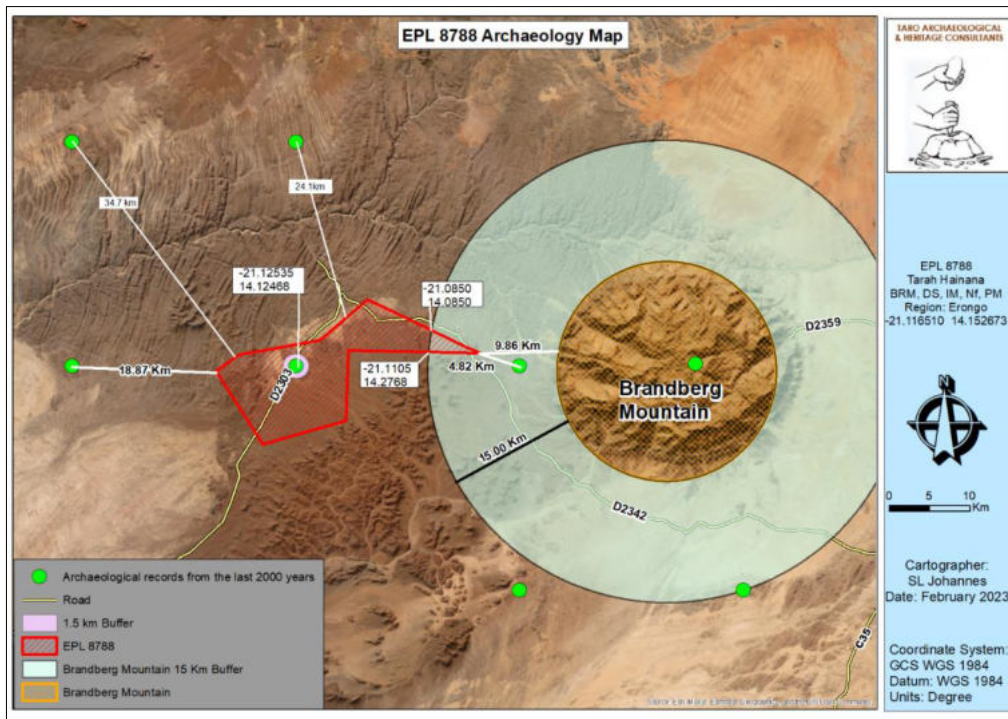 EPL 8788 Archaeology Map
34.7 km
24.1km
-21.12535
14.12468
-21.0850
14.0850
D2359
9.86 Km
4.82 Km
18.87 Km
D2303
-21.1105
14.2768
Brandberg
Mountain
15.00 Km
D2342
C35
Archaeological records from the last 2000 years
Road
1.5 km Buffer
EPL 8788
Brandberg Mountain 15 Km Buffer
Brandberg Mountain
TARO ARCHAEOLOGICAL
& HERITAGE CONSULTANTS
EPL 8788
Tarah Hainana
BRM, DS, IM, Nf, PM
Region: Erongo
-21.116510 14.152673
N
0 5 10
Km
Cartographer:
SL Johannes
Date: February 2023
Coordinate System:
GCS WGS 1984
Datum: WGS 1984
Units: Degree